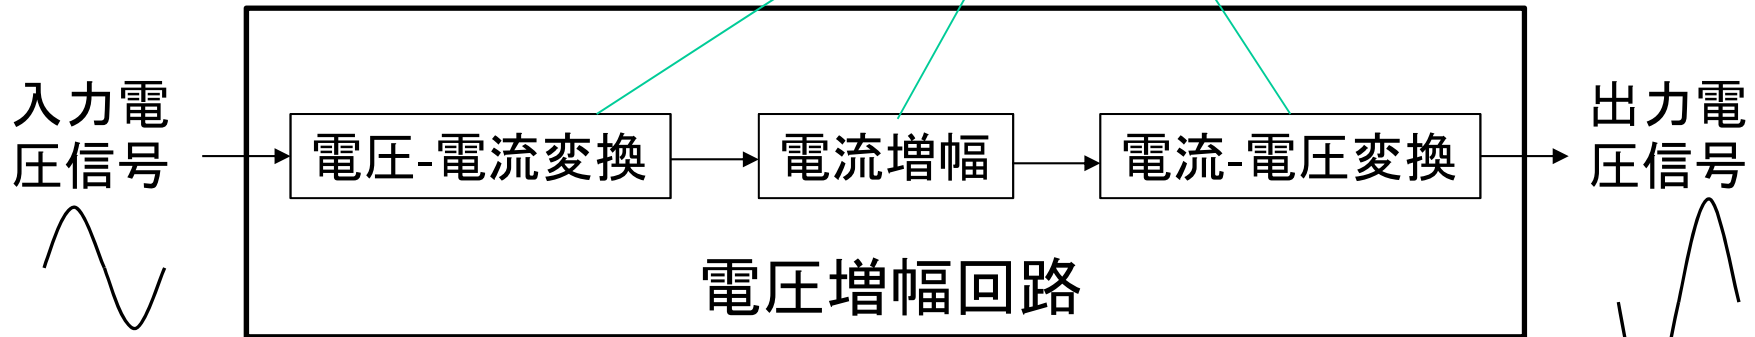 入力電
圧信号
電圧-電流変換
電流増幅
電流-電圧変換
出力電
圧信号
電圧増幅回路